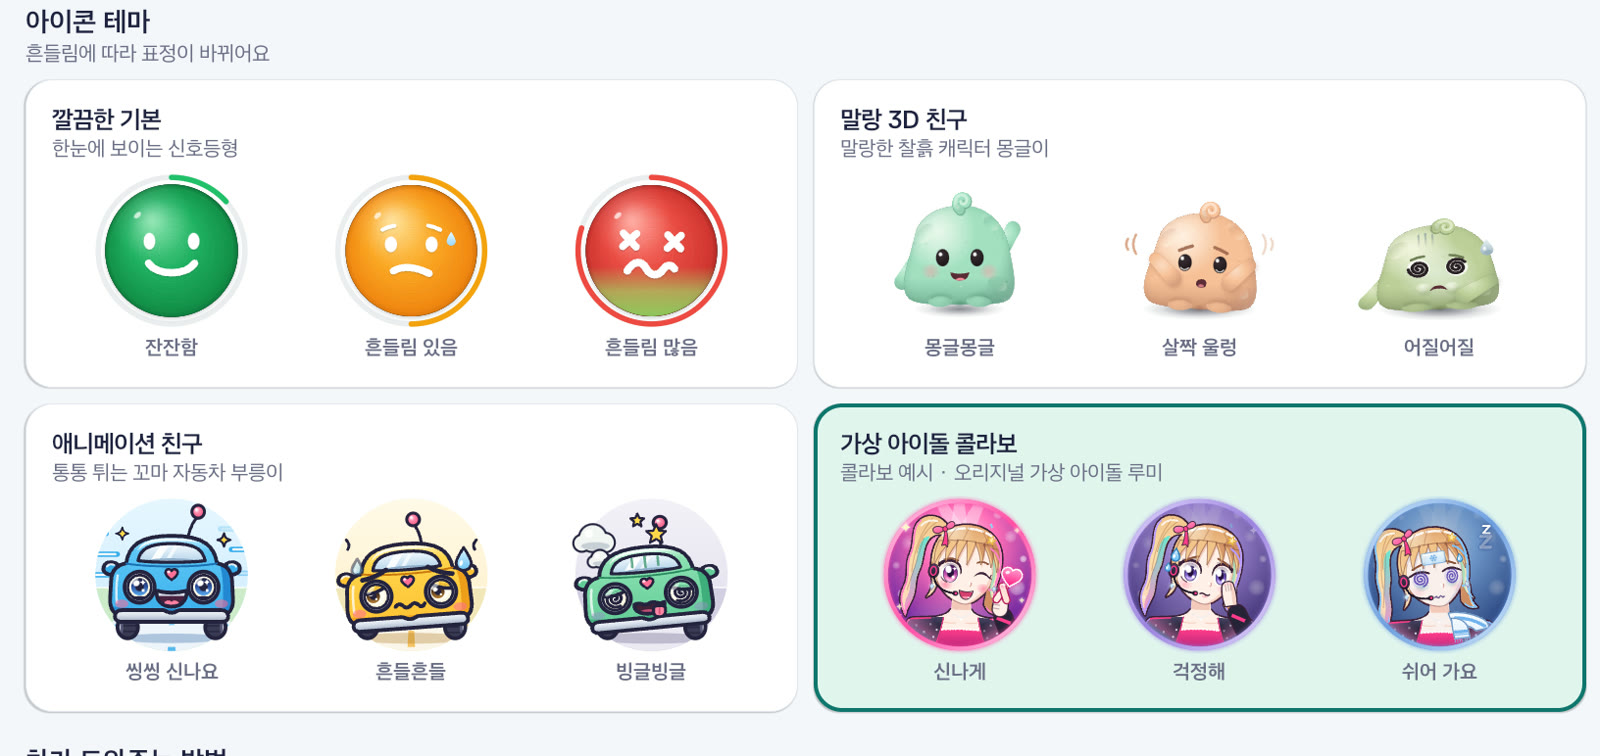 아이콘 테마
흔들림에 따라 표정이 바뀌어요
깔끔한 기본
한눈에 보이는 신호등형
잔잔함
흔들림 있음
흔들림 많음
말랑 3D 친구
말랑한 찰흙 캐릭터 몽글이
몽글몽글
살짝 울렁
어질어질
애니메이션 친구
통통 튀는 꼬마 자동차 부릉이
씽씽 신나요
흔들흔들
빙글빙글
가상 아이돌 콜라보
콜라보 예시 · 오리지널 가상 아이돌 루미
Z
Z
신나게
걱정해
쉬어 가요